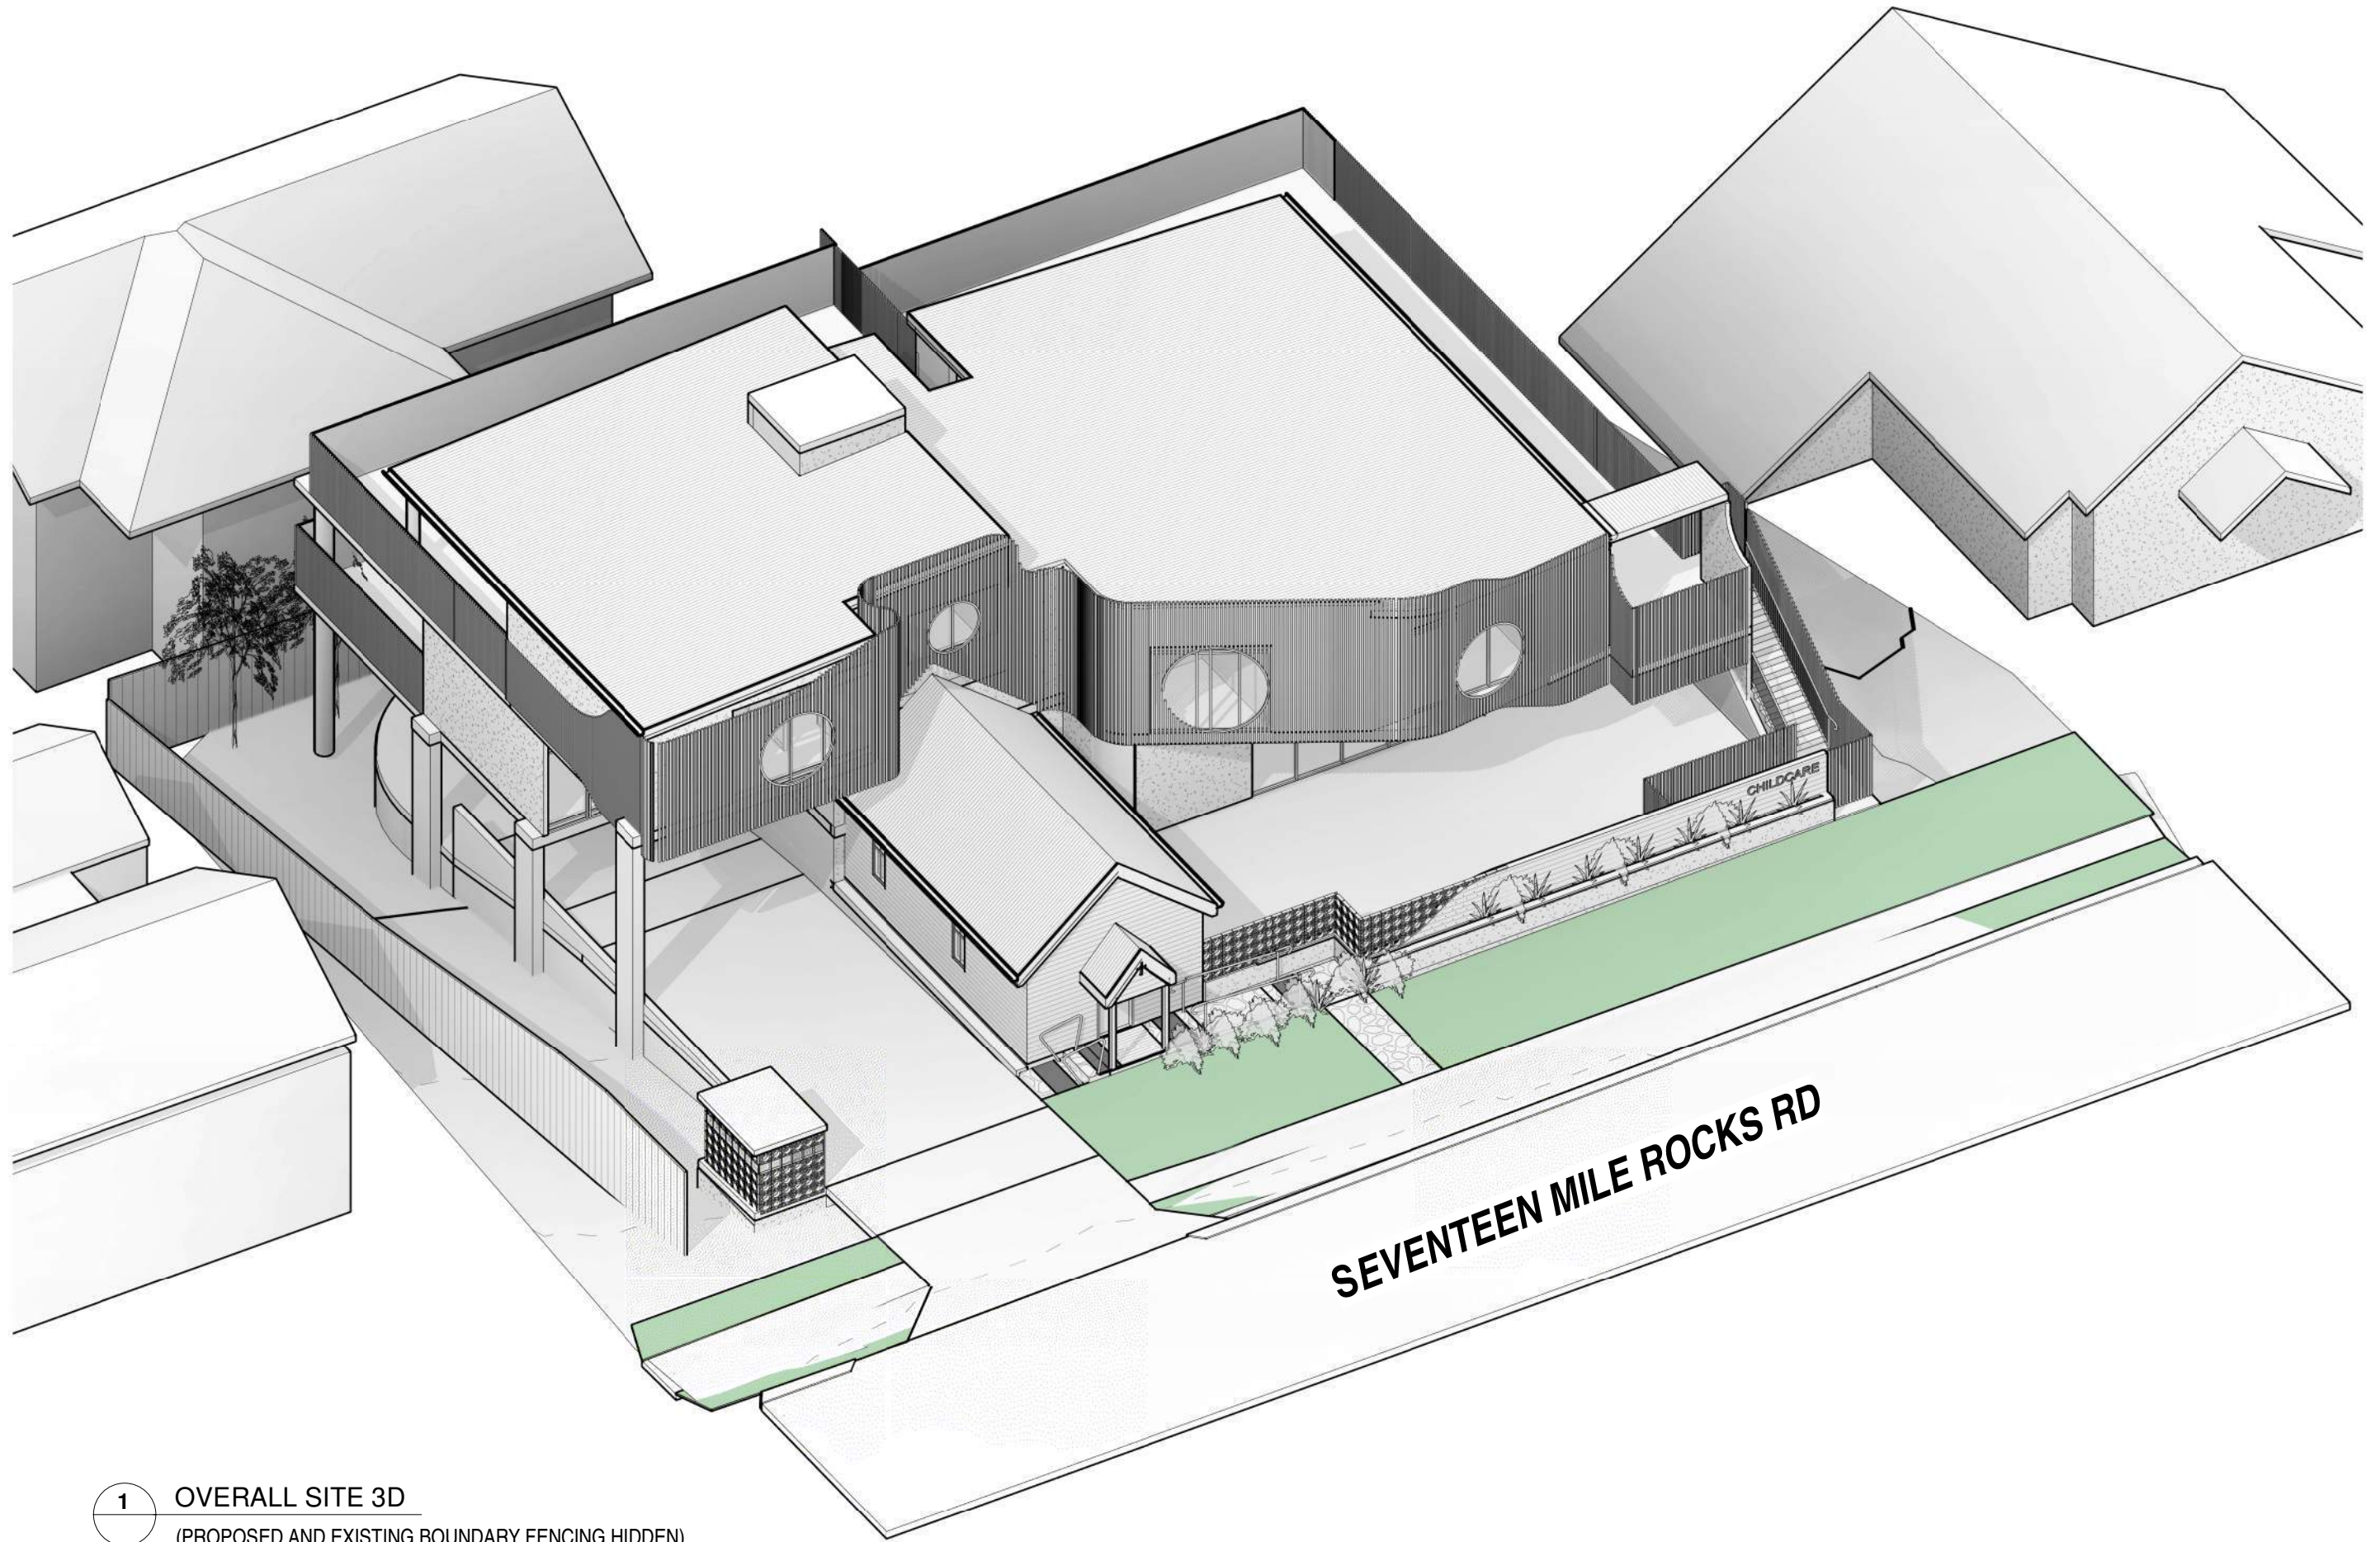 CHILDCARE
SEVENTEEN MILE ROCKS RD
1
OVERALL SITE 3D
(PROPOSED AND EXISTING BOUNDARY FENCING HIDDEN)